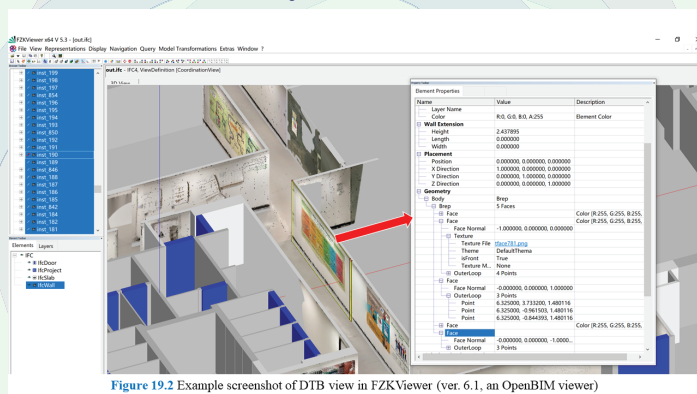 FZKViewer x64 V 5.3 - [out.ifc]
File View Representations Display Navigation Query Model Transformations Extras Window ?
out.ifc - IFC4, ViewDefinition [CoordinationView]
3D View
inst_199
inst_198
inst_197
inst_854
inst_196
inst_195
inst_194
inst_193
inst_850
inst_192
inst_191
inst_190
inst_189
inst_846
inst_188
inst_187
inst_186
inst_185
inst_842
inst_184
inst_182
inst_181
Elements Layers
IFC
IfcDoor
IfcProject
IfcSlab
IfcWall
Element Properties
Name Value Description
Layer Name
Color R:0, G:0, B:0, A:255 Element Color
Wall Extension
Height 2.437895
Length 0.000000
Width 0.000000
Placement
Position 0.000000, 0.000000, 0.000000
X Direction 1.000000, 0.000000, 0.000000
Y Direction 0.000000, 1.000000, 0.000000
Z Direction 0.000000, 0.000000, 1.000000
Geometry
Body Brep
Brep 5 Faces
Face Color [R:255, G:255, B:255,
Face Color [R:255, G:255, B:255,
Face Normal -1.000000, 0.000000, 0.000000
Texture
Texture File tface781.png
Theme DefaultThema
isFront True
Texture M... None
OuterLoop 4 Points
Face
Face Normal -0.000000, 0.000000, 1.000000
OuterLoop 3 Points
Point 6.325000, 3.733200, 1.480116
Point 6.325000, -0.961503, 1.480116
Point 6.325000, -0.844393, 1.480116
Face Color [R:255, G:255, B:255,
Face
Face Normal -0.000000, 0.000000, -1.0000...
OuterLoop 3 Points
Figure 19.2 Example screenshot of DTB view in FZKViewer (ver. 6.1, an OpenBIM viewer)